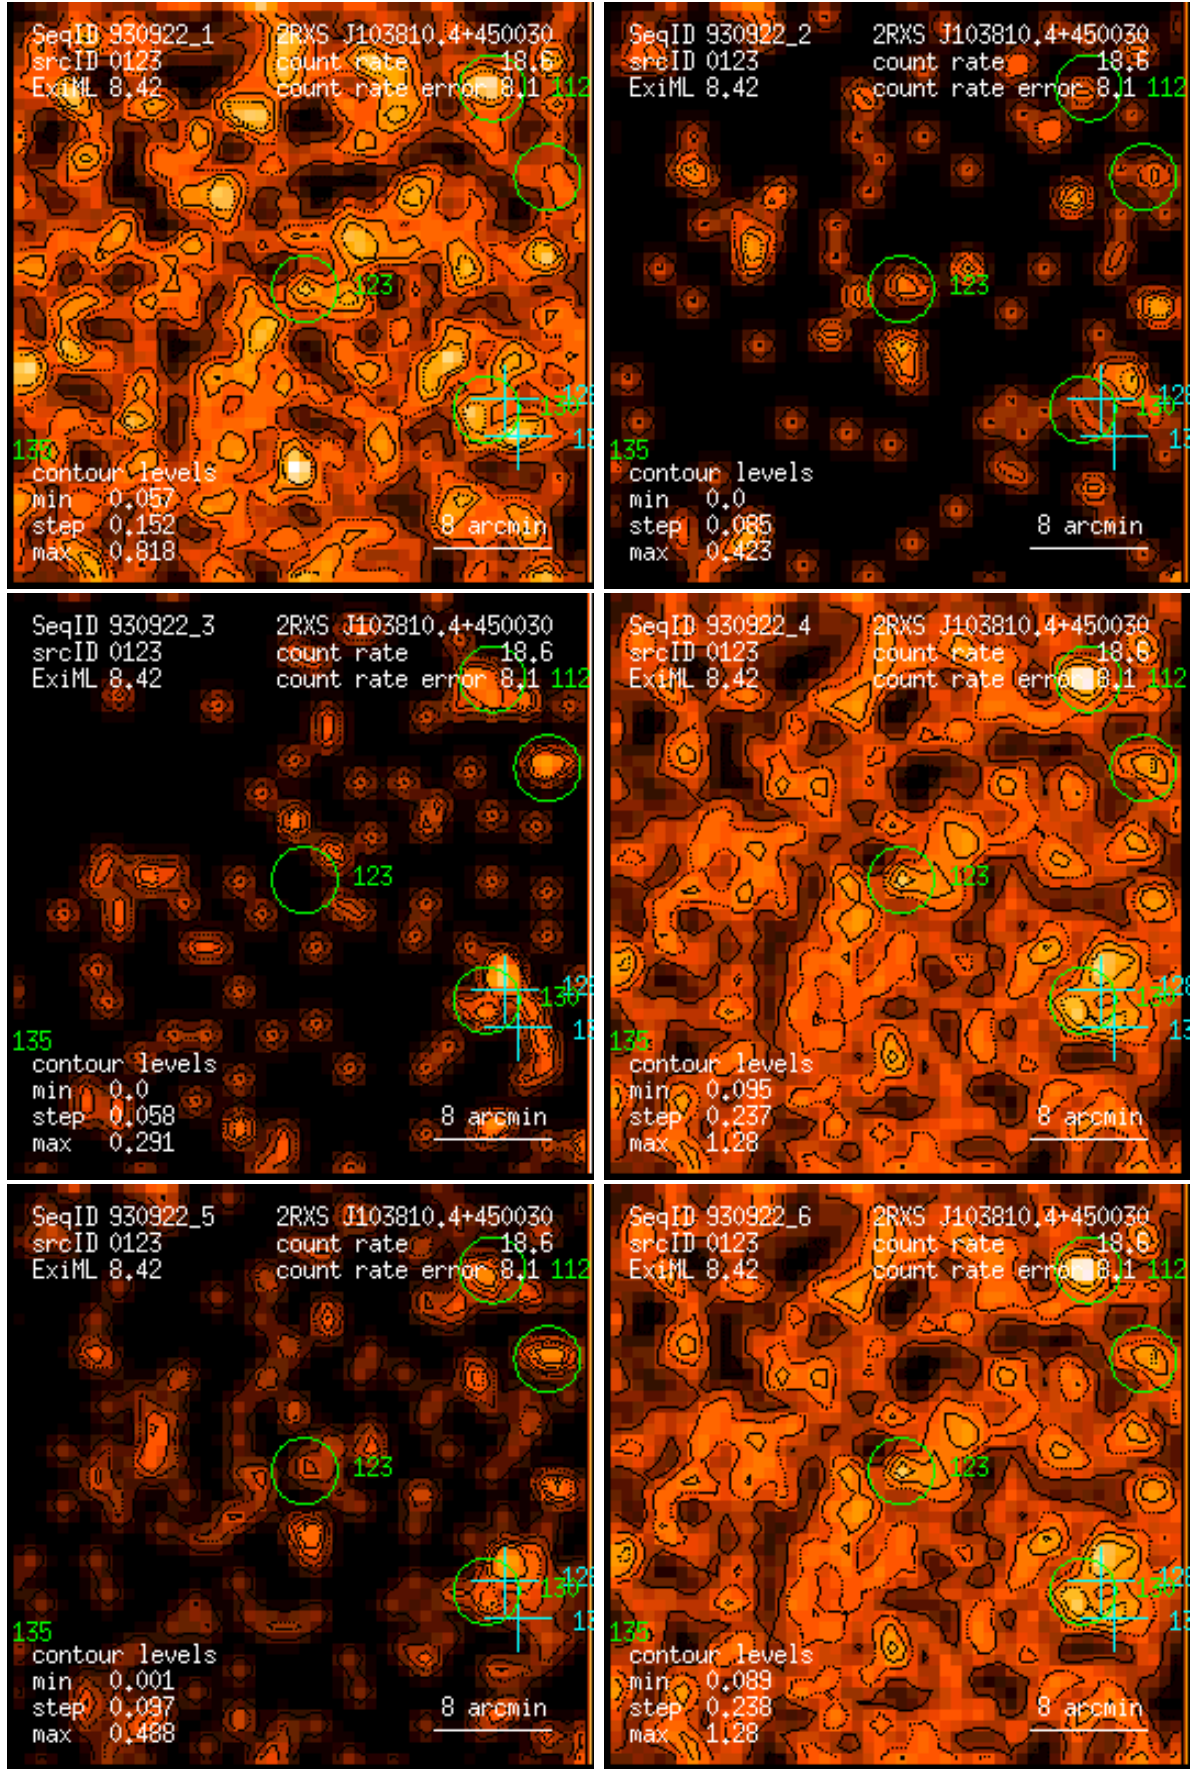 SeqID 930922_1 2RXS J103810.4+450030
srcID 0123 count rate 18.6
ExiML 8.42 count rate error 8.1 112
123
130
135
contour levels
min 0.057
step 0.152 8 arcmin
max 0.818
SeqID 930922_2 2RXS J103810.4+450030
srcID 0123 count rate 18.6
ExiML 8.42 count rate error 8.1 112
123
130
135
contour levels
min 0.0
step 0.085 8 arcmin
max 0.423
SeqID 930922_3 2RXS J103810.4+450030
srcID 0123 count rate 18.6
ExiML 8.42 count rate error 8.1 112
123
130
135
contour levels
min 0.0
step 0.058 8 arcmin
max 0.291
SeqID 930922_4 2RXS J103810.4+450030
srcID 0123 count rate 18.6
ExiML 8.42 count rate error 8.1 112
123
130
135
contour levels
min 0.095
step 0.237 8 arcmin
max 1.28
SeqID 930922_5 2RXS J103810.4+450030
srcID 0123 count rate 18.6
ExiML 8.42 count rate error 8.1 112
123
130
135
contour levels
min 0.001
step 0.097 8 arcmin
max 0.488
SeqID 930922_6 2RXS J103810.4+450030
srcID 0123 count rate 18.6
ExiML 8.42 count rate error 8.1 112
123
130
135
contour levels
min 0.089
step 0.238 8 arcmin
max 1.28